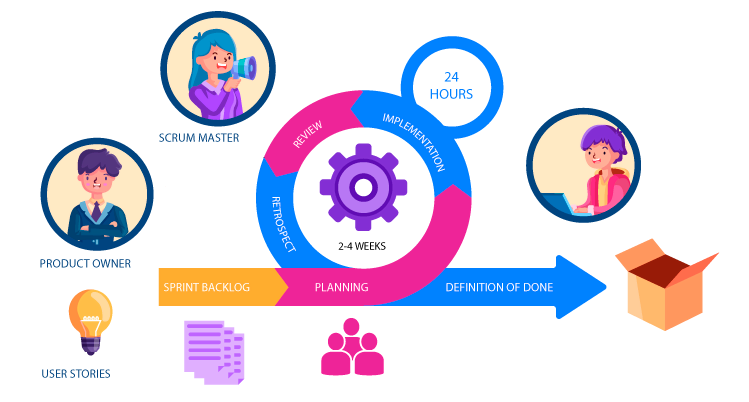 24
HOURS
SCRUM MASTER
REVIEW
IMPLEMENTATION
RETROSPECT
2-4 WEEKS
PRODUCT OWNER
SPRINT BACKLOG
PLANNING
DEFINITION OF DONE
USER STORIES